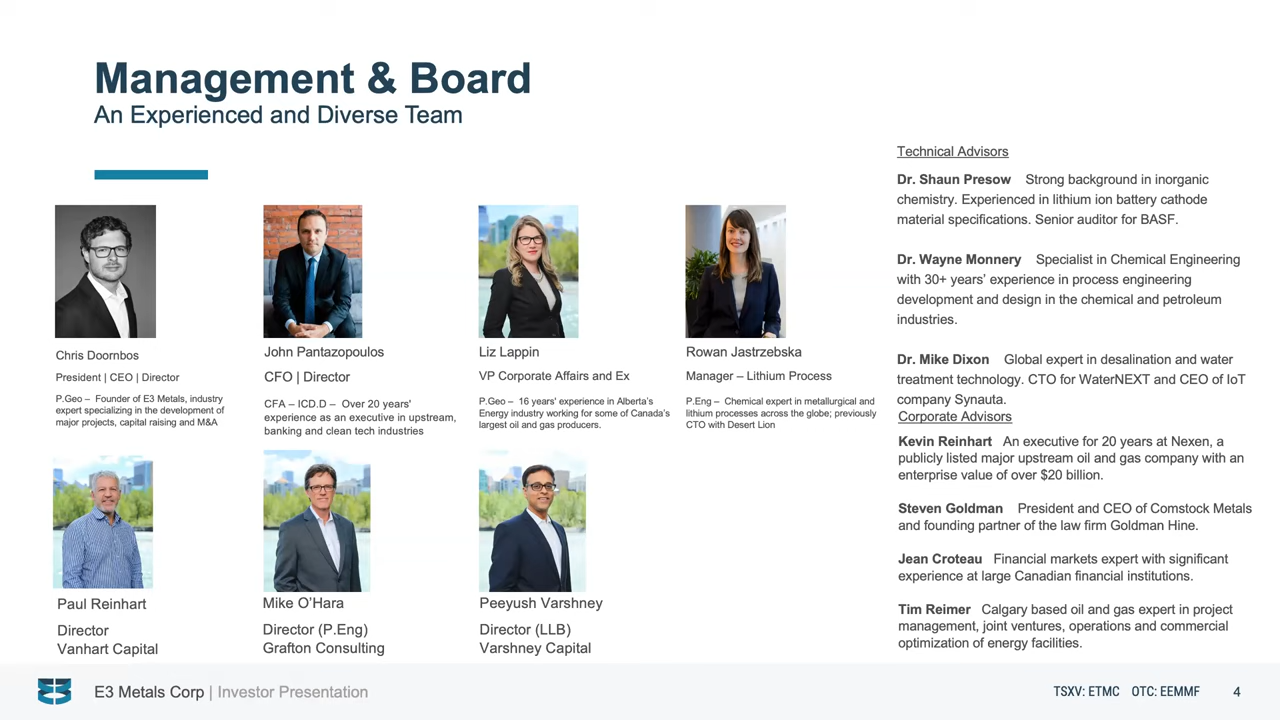 Management & Board
An Experienced and Diverse Team
Chris Doornbos
President | CEO | Director
P.Geo – Founder of E3 Metals, industry
expert specializing in the development of
major projects, capital raising and M&A
John Pantazopoulos
CFO | Director
CFA – ICD.D – Over 20 years'
experience as an executive in upstream,
banking and clean tech industries
Liz Lappin
VP Corporate Affairs and Ex
P.Geo – 16 years' experience in Alberta's
Energy industry working for some of Canada's
largest oil and gas producers.
Rowan Jastrzebska
Manager – Lithium Process
P.Eng – Chemical expert in metallurgical and
lithium processes across the globe; previously
CTO with Desert Lion
Paul Reinhart
Director
Vanhart Capital
Mike O'Hara
Director (P.Eng)
Grafton Consulting
Peeyush Varshney
Director (LLB)
Varshney Capital
Technical Advisors
Dr. Shaun Presow Strong background in inorganic
chemistry. Experienced in lithium ion battery cathode
material specifications. Senior auditor for BASF.
Dr. Wayne Monnery Specialist in Chemical Engineering
with 30+ years' experience in process engineering
development and design in the chemical and petroleum
industries.
Dr. Mike Dixon Global expert in desalination and water
treatment technology. CTO for WaterNEXT and CEO of IoT
company Synauta.
Corporate Advisors
Kevin Reinhart An executive for 20 years at Nexen, a
publicly listed major upstream oil and gas company with an
enterprise value of over $20 billion.
Steven Goldman President and CEO of Comstock Metals
and founding partner of the law firm Goldman Hine.
Jean Croteau Financial markets expert with significant
experience at large Canadian financial institutions.
Tim Reimer Calgary based oil and gas expert in project
management, joint ventures, operations and commercial
optimization of energy facilities.
E3 Metals Corp | Investor Presentation
TSXV: ETMC OTC: EEMMF 4